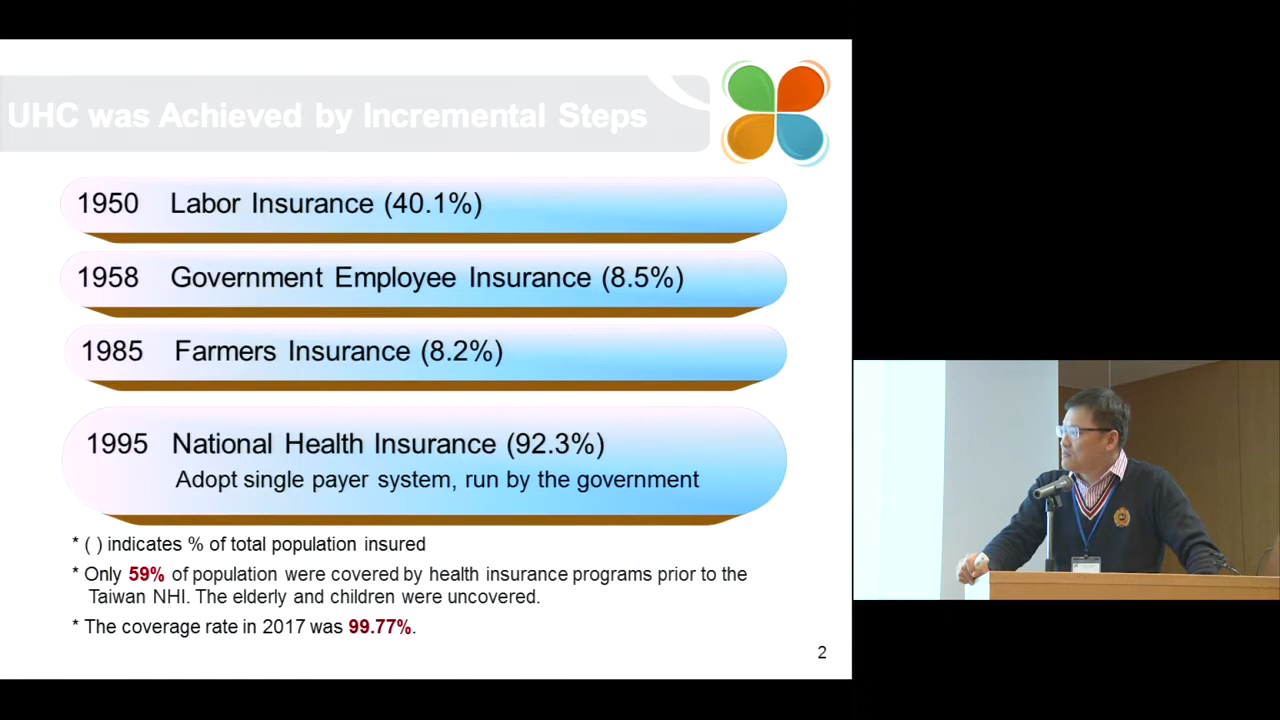 UHC was Achieved by Incremental Steps
1950 Labor Insurance (40.1%)
1958 Government Employee Insurance (8.5%)
1985 Farmers Insurance (8.2%)
1995 National Health Insurance (92.3%)
Adopt single payer system, run by the government
* ( ) indicates % of total population insured
* Only 59% of population were covered by health insurance programs prior to the
Taiwan NHI. The elderly and children were uncovered.
* The coverage rate in 2017 was 99.77%.
2